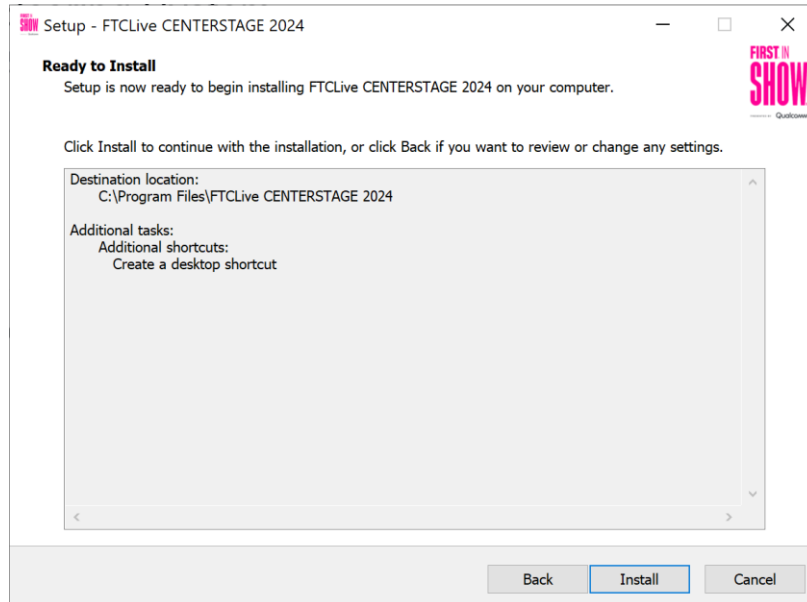 Setup - FTCLive CENTERSTAGE 2024
FIRST IN
SHOW
Qualcomm
Ready to Install
Setup is now ready to begin installing FTCLive CENTERSTAGE 2024 on your computer.
Click Install to continue with the installation, or click Back if you want to review or change any settings.
Destination location:
C:\Program Files\FTCLive CENTERSTAGE 2024
Additional tasks:
Additional shortcuts:
Create a desktop shortcut
Back
Install
Cancel